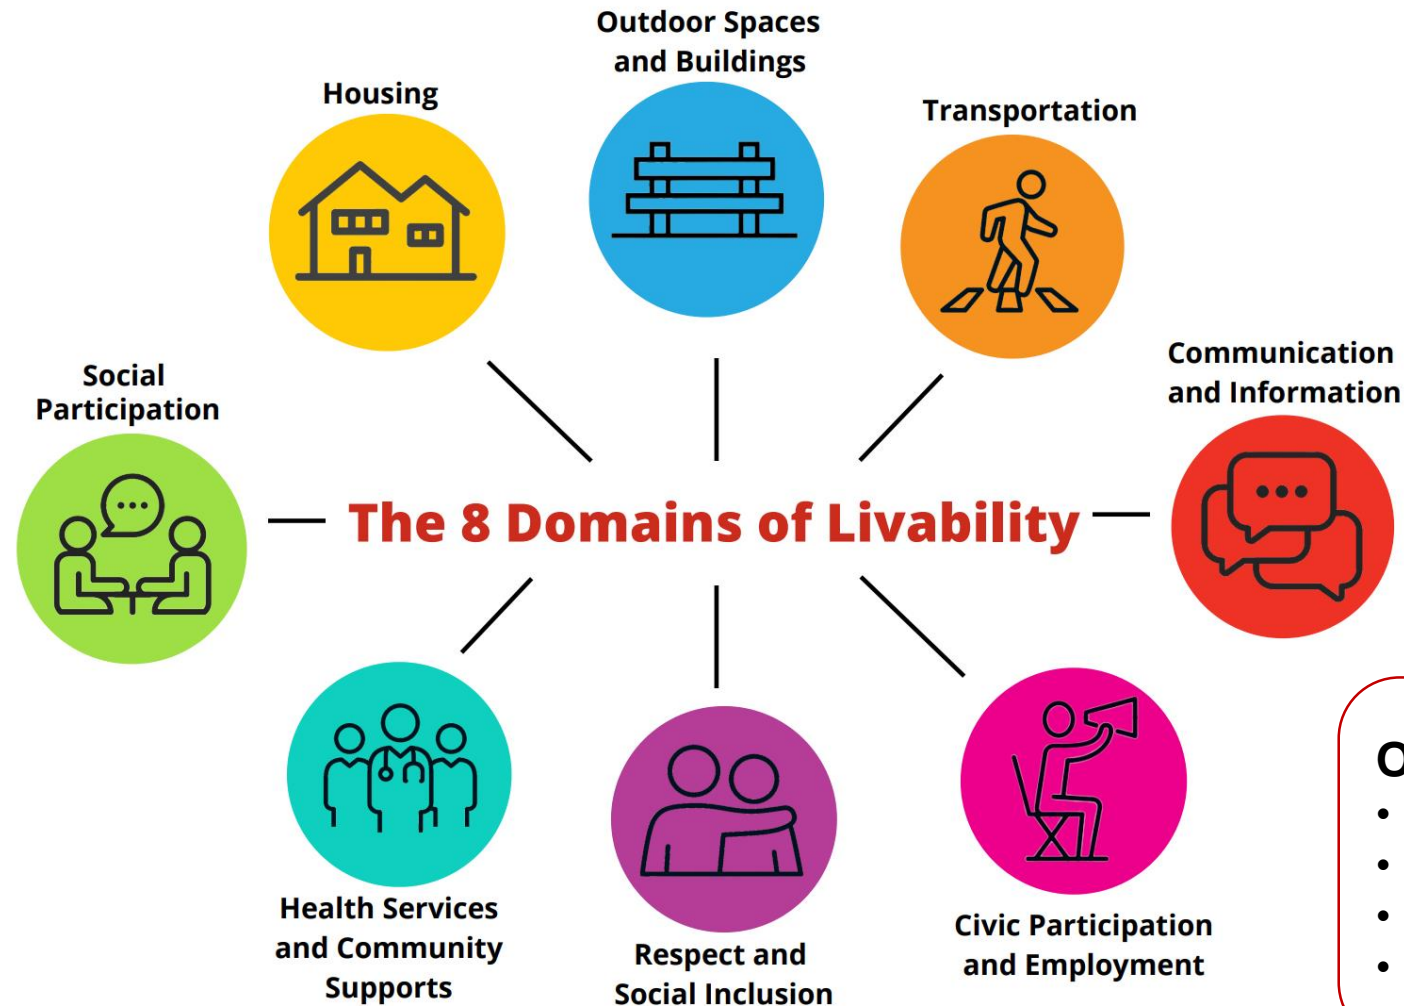 Outdoor Spaces
and Buildings
Housing
Transportation
Communication
and Information
Social
Participation
The 8 Domains of Livability
Health Services
and Community
Supports
Respect and
Social Inclusion
Civic Participation
and Employment
•
•
•
•